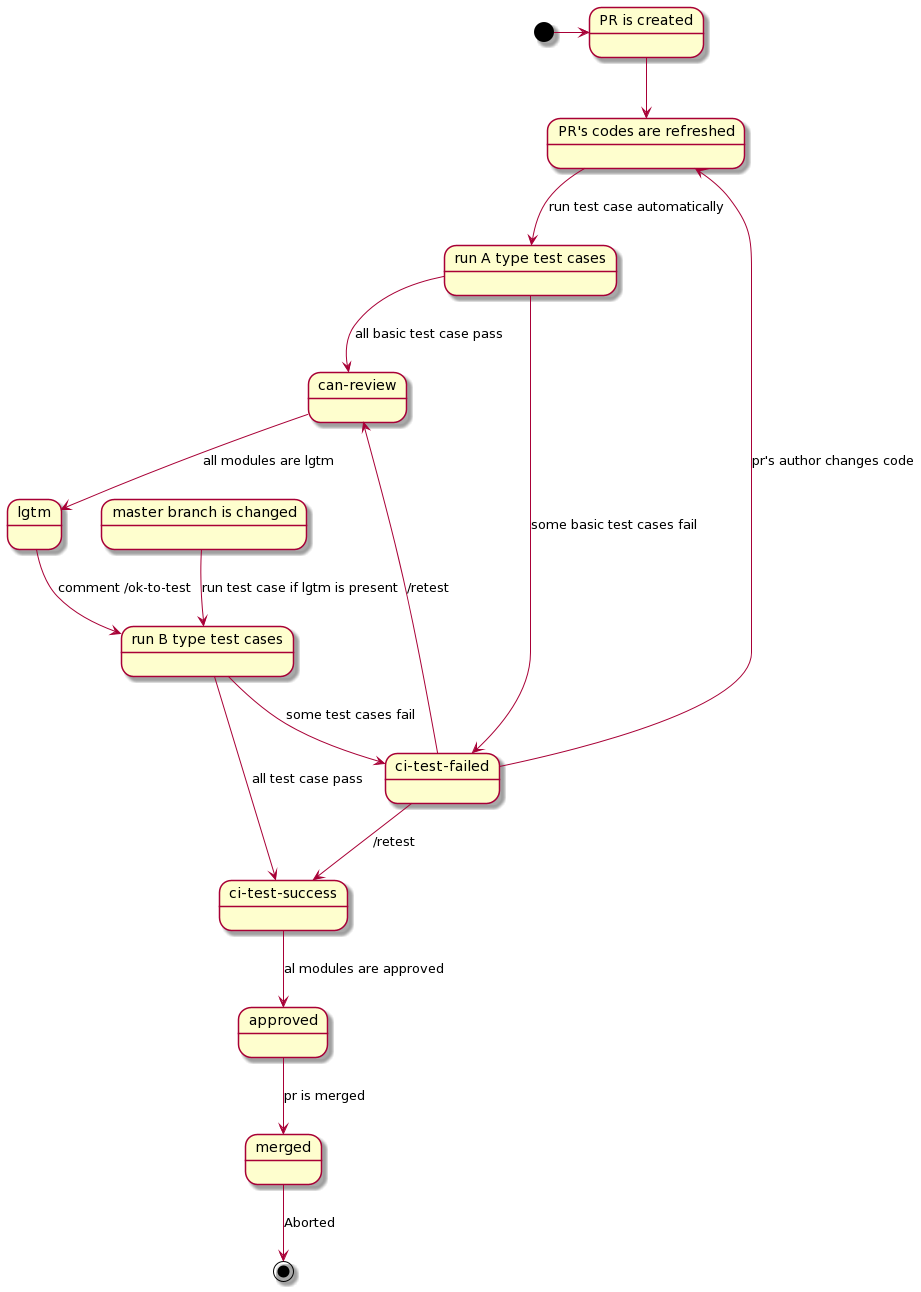 PR is created
PR's codes are refreshed
run test case automatically
run A type test cases
all basic test case pass
can-review
all modules are lgtm
pr's author changes code
lgtm
master branch is changed
some basic test cases fail
comment /ok-to-test
run test case if lgtm is present
/retest
run B type test cases
some test cases fail
ci-test-failed
all test case pass
/retest
ci-test-success
al modules are approved
approved
pr is merged
merged
Aborted